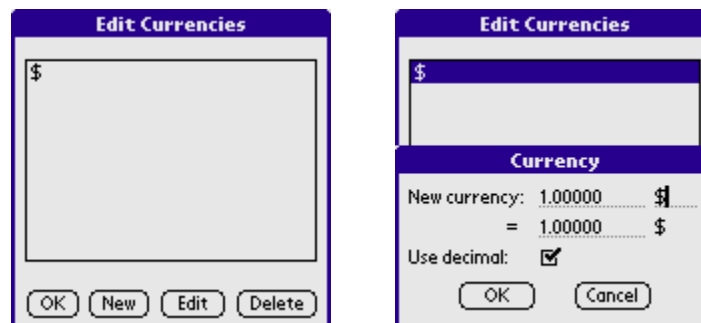 Edit Currencies
$
OK New Edit Delete
Edit Currencies
$
Currency
New currency: 1.00000 $
= 1.00000 $
Use decimal:
OK Cancel